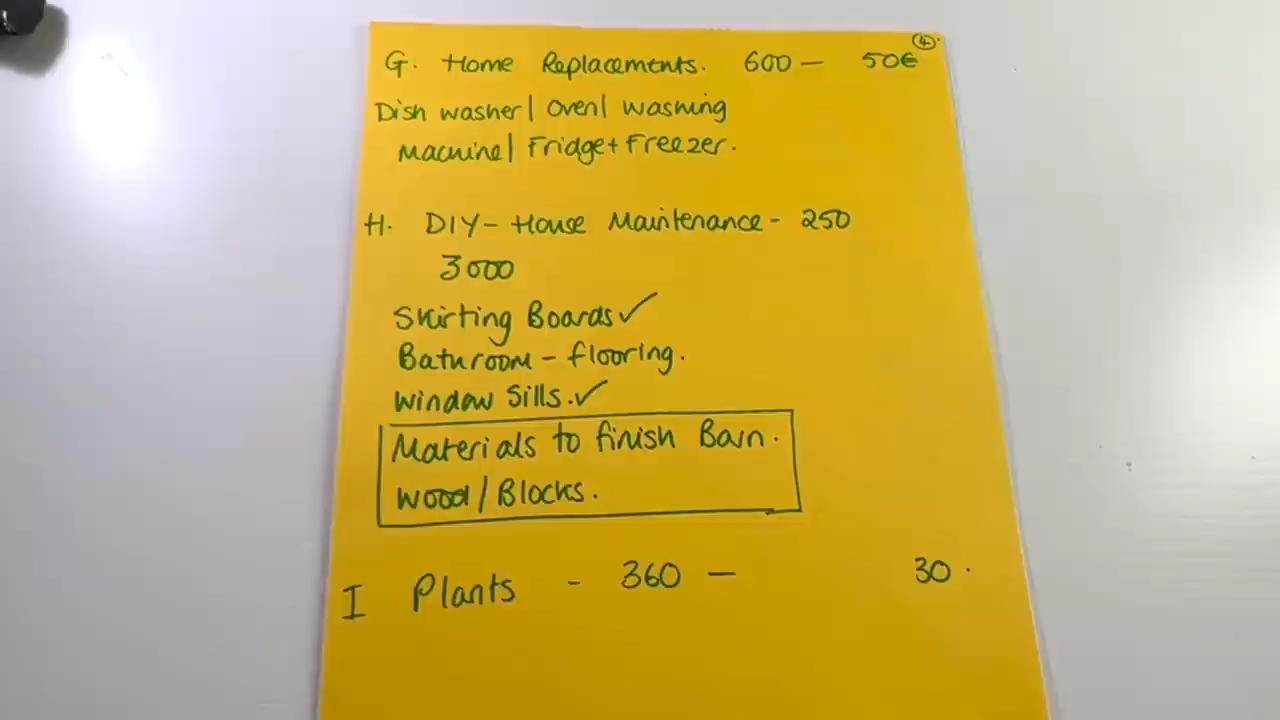 ④.
G. Home Replacements. 600 — 50€
Dish washer| Oven| washing
Machine| Fridge+Freezer.
H. DIY - House Maintenance - 250
3000
Skirting Boards ✓
Bathroom - flooring.
Window Sills. ✓
Materials to finish Barn.
Wood/Blocks.
I Plants - 360 — 30.